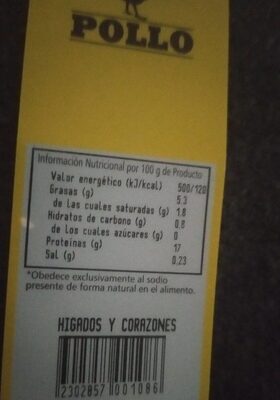 POLLO
Información Nutricional por 100 g de Producto
Valor energético (kJ/kcal) 500/120
Grasas (g) 5.3
de las cuales saturadas (g) 1.8
Hidratos de carbono (g) 0.8
de los cuales azúcares (g) 0
Proteínas (g) 17
Sal (g) 0.23
*Obedece exclusivamente al sodio
presente de forma natural en el alimento.
HIGADOS Y CORAZONES
2302857 001086